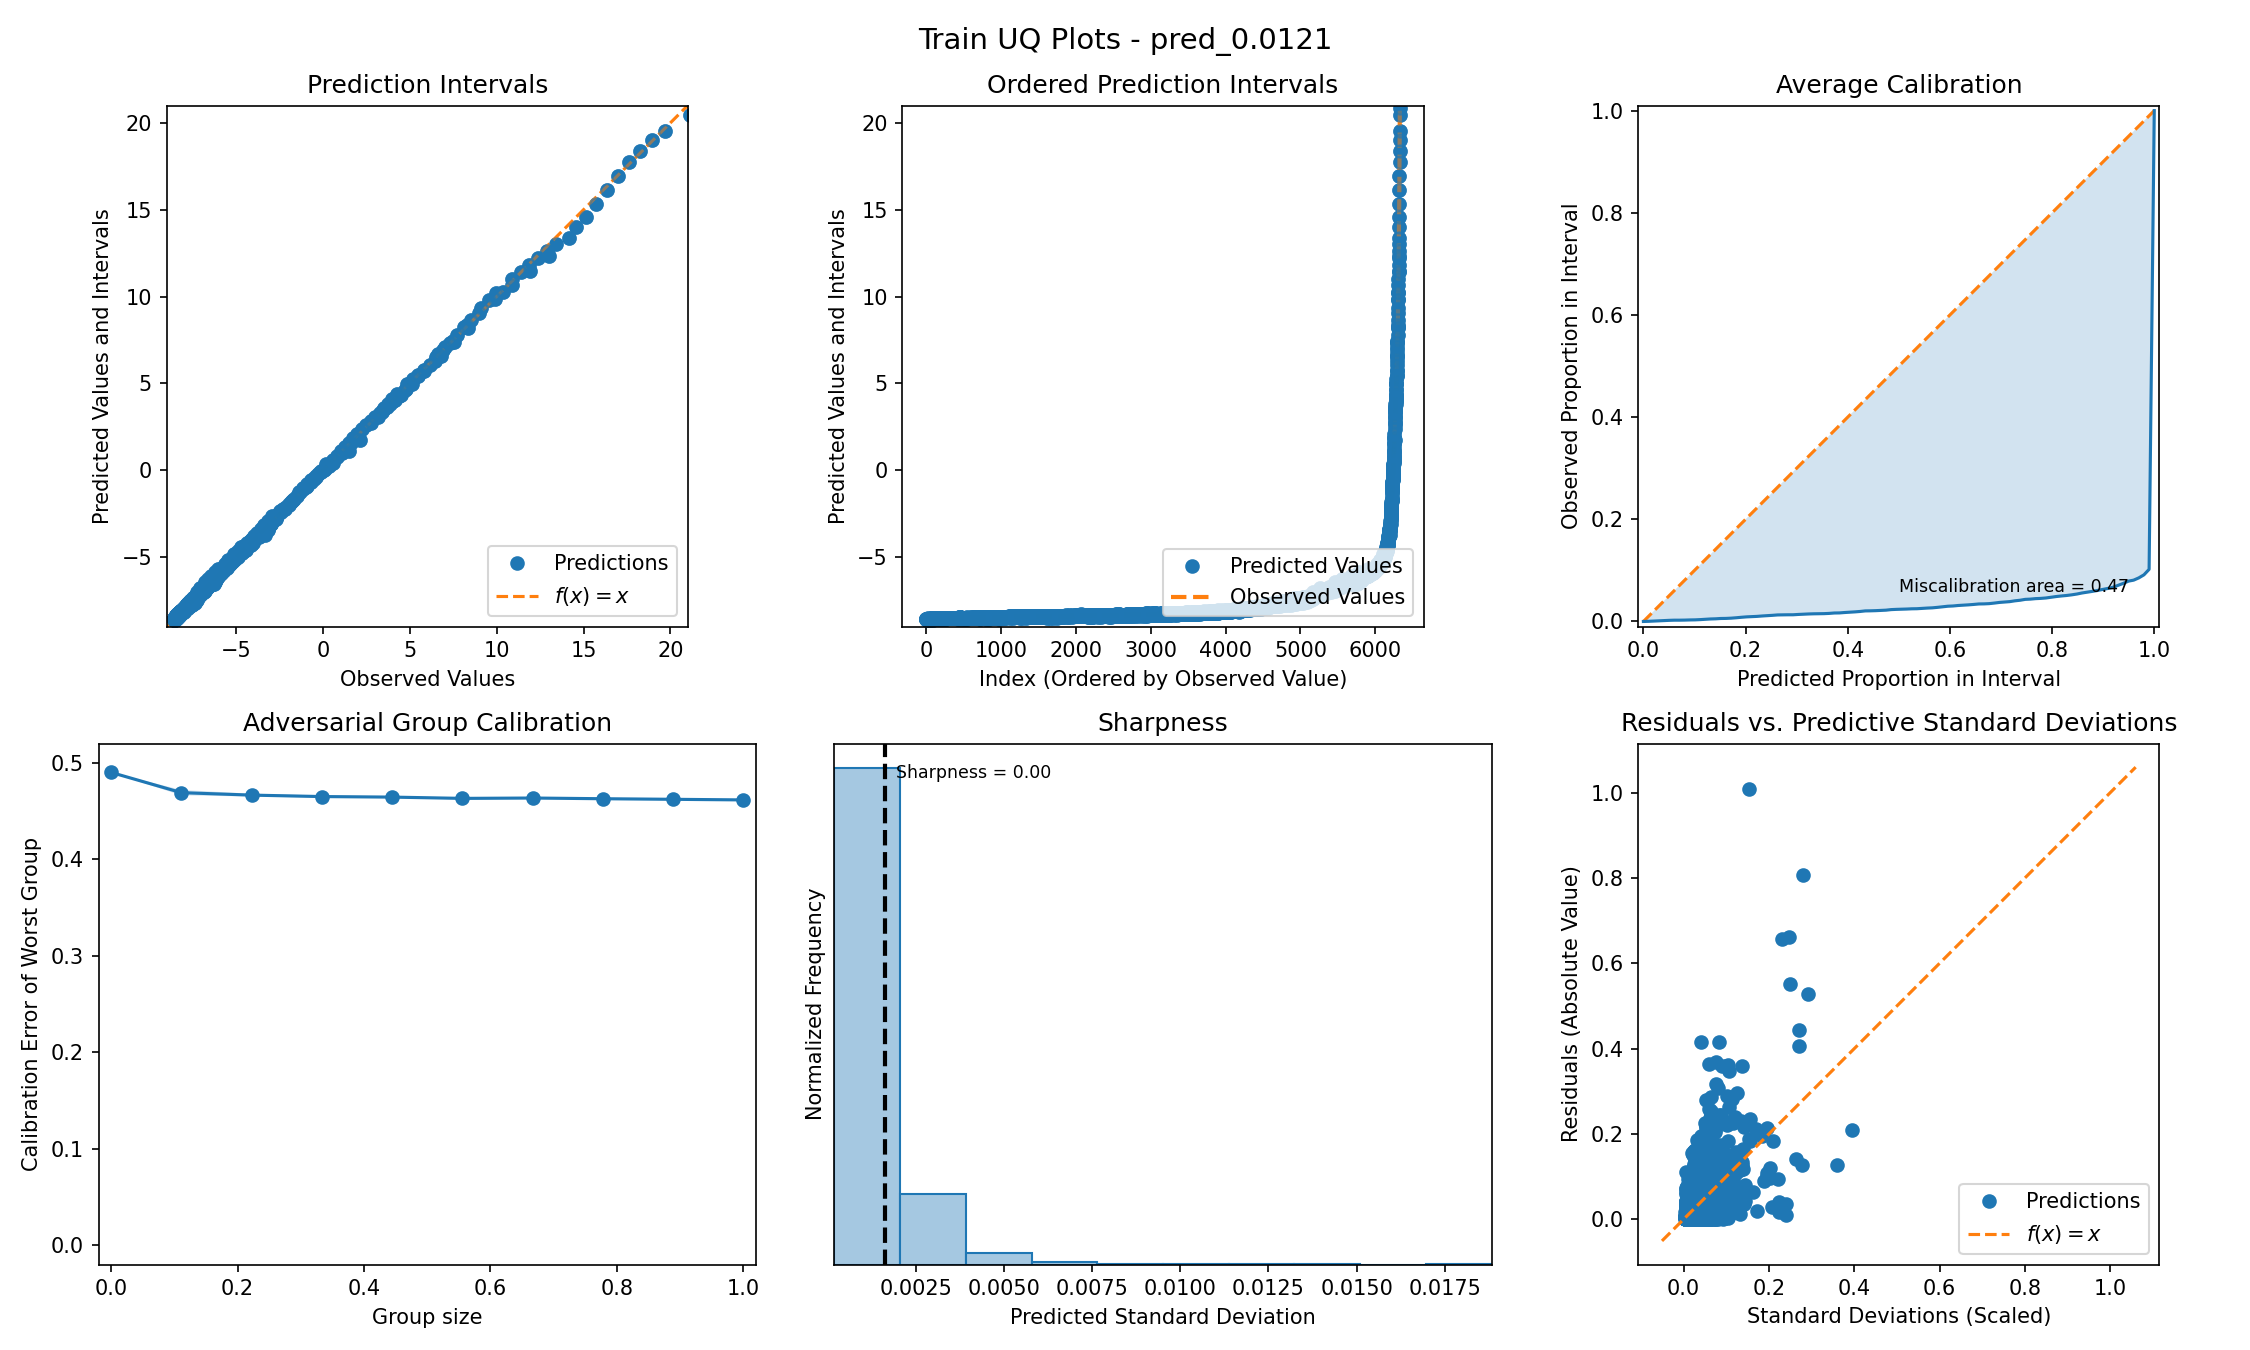 Train UQ Plots - pred_0.0121
Prediction Intervals
Predicted Values and Intervals
20
15
10
5
0
−5
−5 0 5 10 15 20
Observed Values
Predictions
f(x) = x
Ordered Prediction Intervals
Predicted Values and Intervals
20
15
10
5
0
−5
0 1000 2000 3000 4000 5000 6000
Index (Ordered by Observed Value)
Predicted Values
Observed Values
Average Calibration
Observed Proportion in Interval
1.0
0.8
0.6
0.4
0.2
0.0
0.0 0.2 0.4 0.6 0.8 1.0
Predicted Proportion in Interval
Miscalibration area = 0.47
Adversarial Group Calibration
Calibration Error of Worst Group
0.5
0.4
0.3
0.2
0.1
0.0
0.0 0.2 0.4 0.6 0.8 1.0
Group size
Sharpness
Normalized Frequency
Sharpness = 0.00
0.0025 0.0050 0.0075 0.0100 0.0125 0.0150 0.0175
Predicted Standard Deviation
Residuals vs. Predictive Standard Deviations
Residuals (Absolute Value)
1.0
0.8
0.6
0.4
0.2
0.0
0.0 0.2 0.4 0.6 0.8 1.0
Standard Deviations (Scaled)
Predictions
f(x) = x